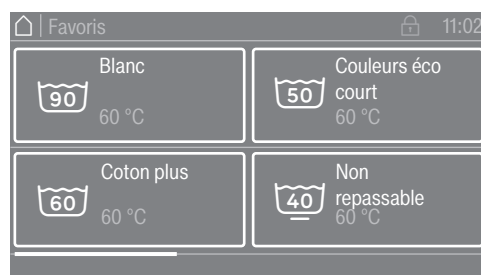 Favoris 11:02
Blanc
90
60 °C
Couleurs éco
court
50
60 °C
Coton plus
60
60 °C
Non
repassable
40
60 °C